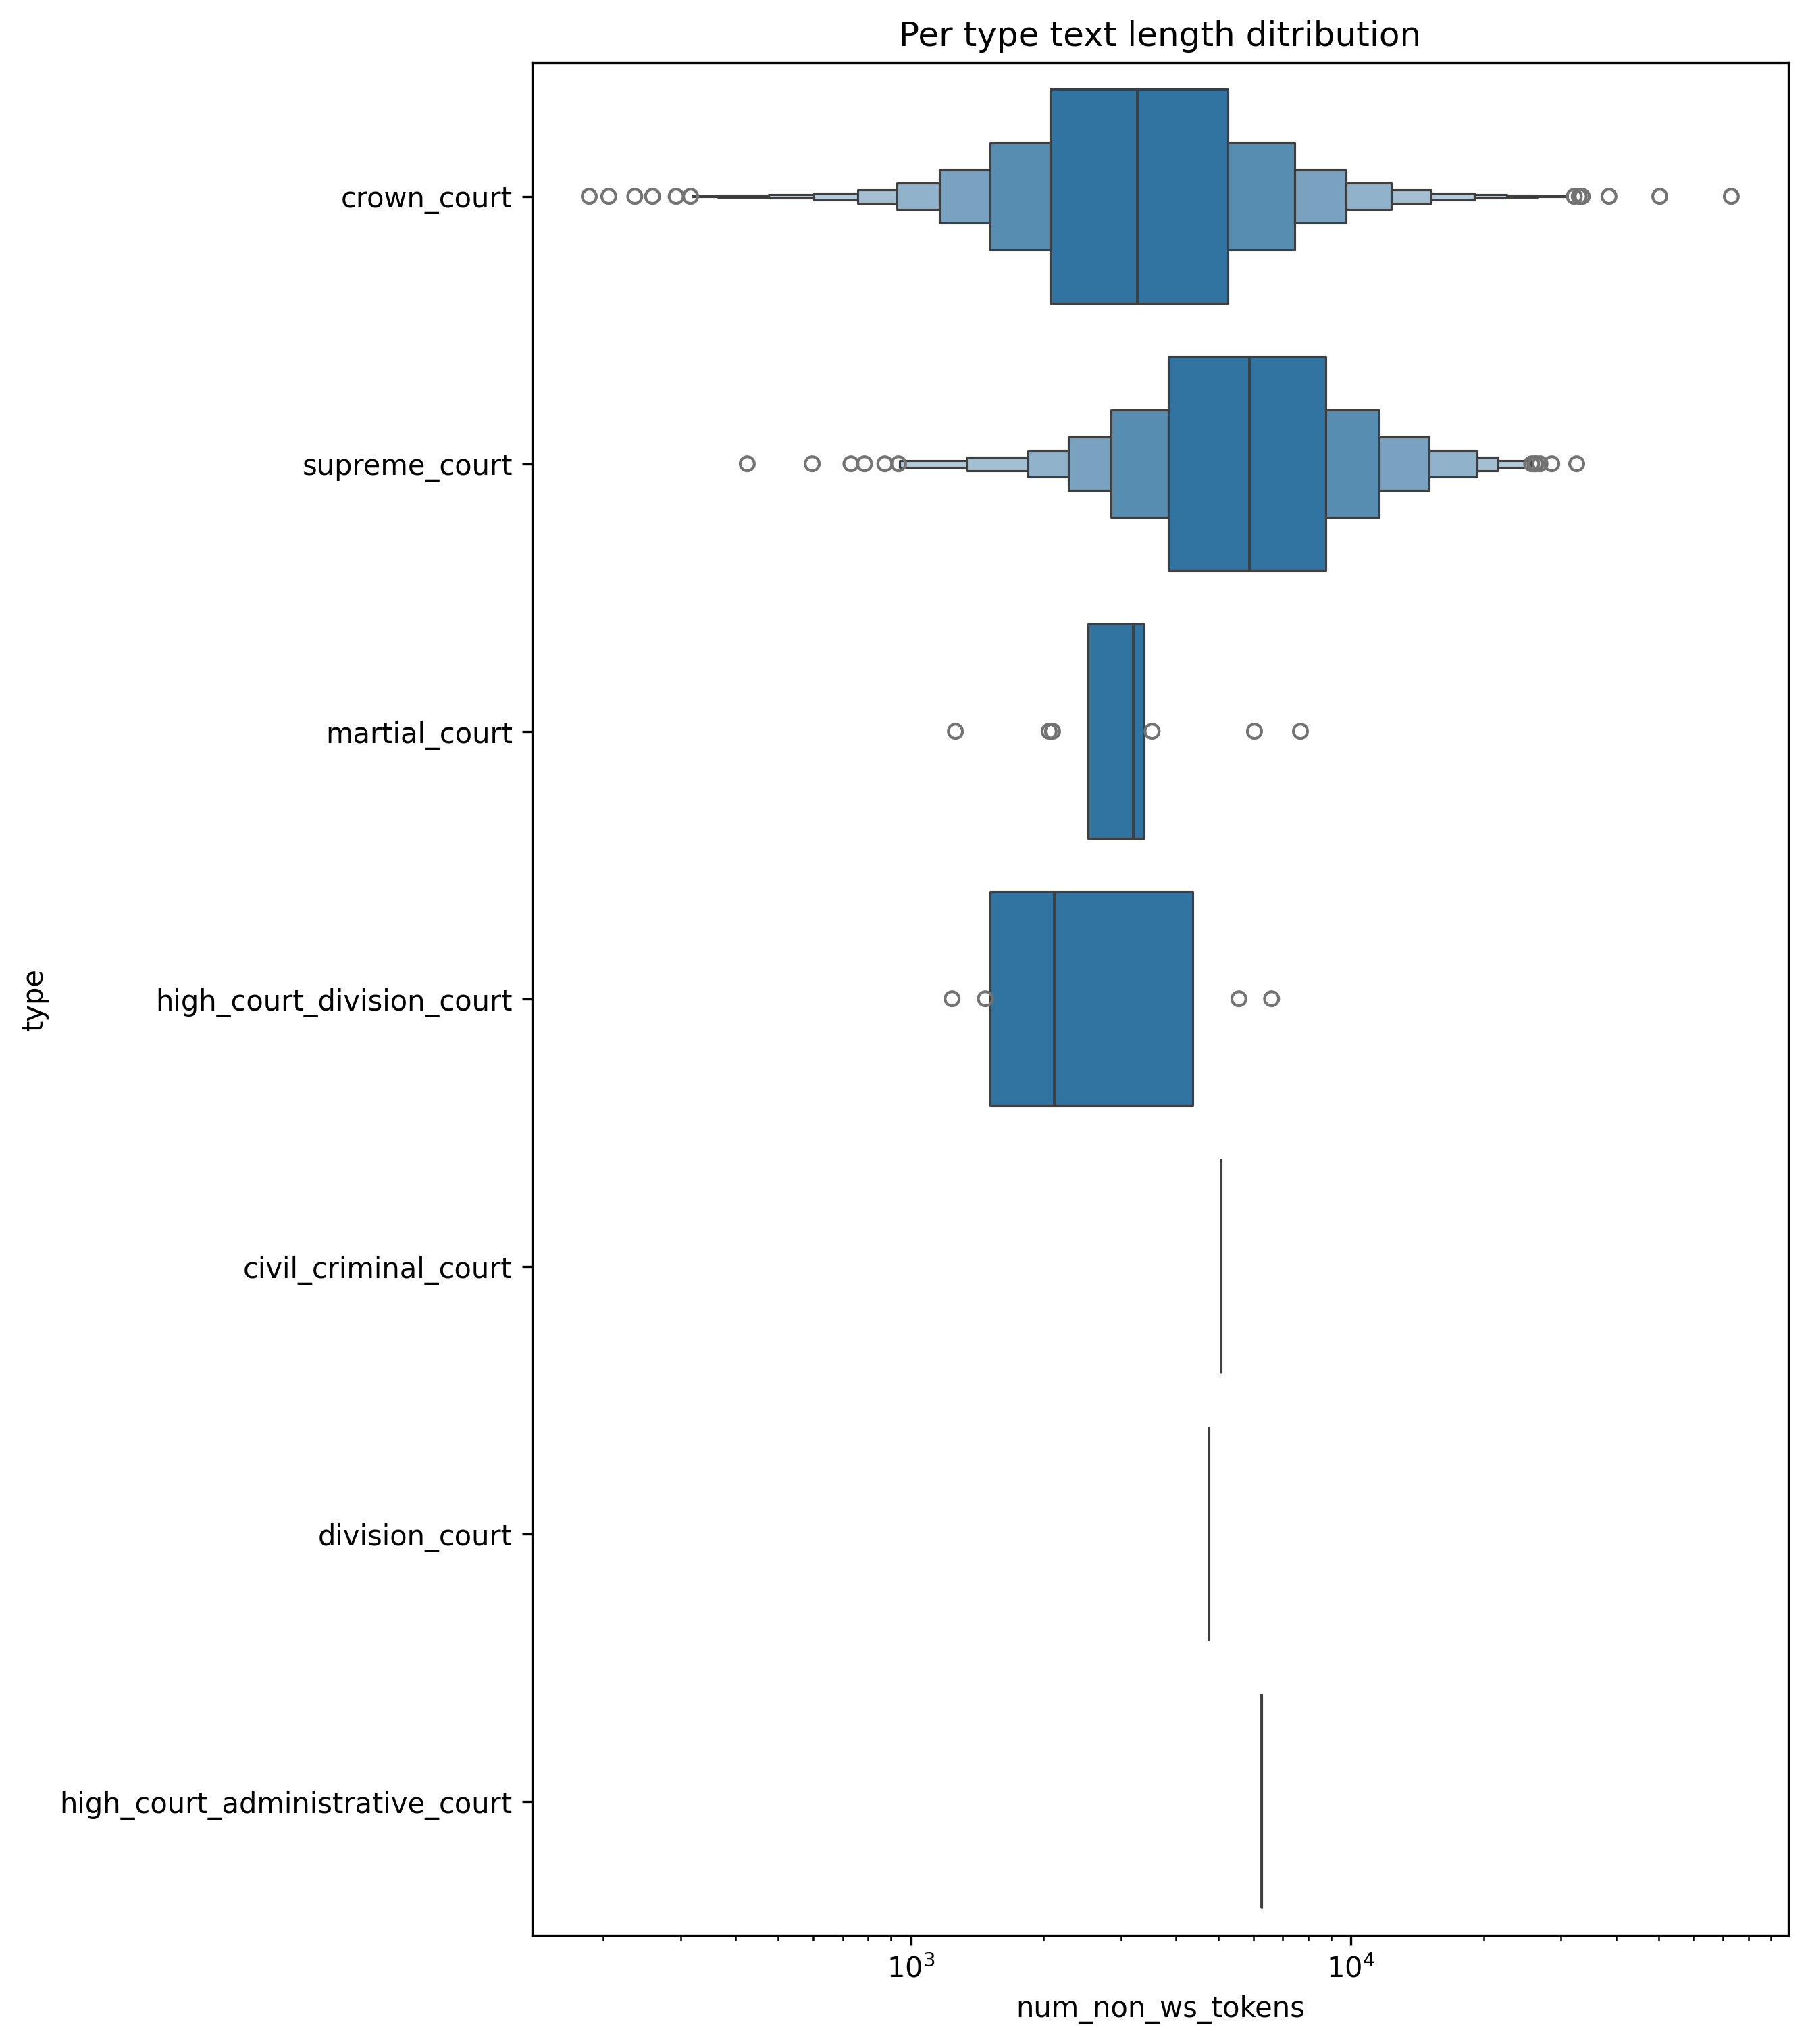 Per type text length ditribution
crown_court
supreme_court
martial_court
high_court_division_court
civil_criminal_court
division_court
high_court_administrative_court
type
10³
10⁴
num_non_ws_tokens